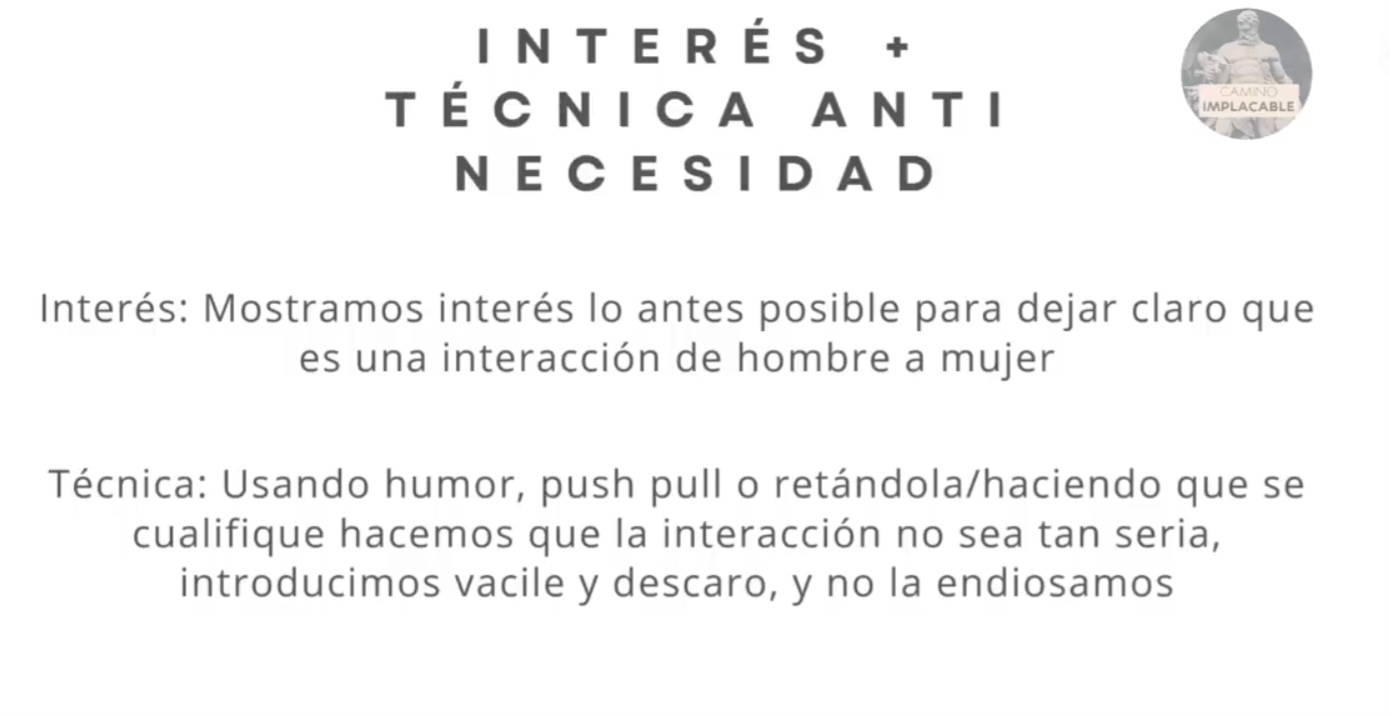 INTERÉS +
TÉCNICA ANTI
NECESIDAD
CAMINO
IMPLACABLE
Interés: Mostramos interés lo antes posible para dejar claro que
es una interacción de hombre a mujer
Técnica: Usando humor, push pull o retándola/haciendo que se
cualifique hacemos que la interacción no sea tan seria,
introducimos vacile y descaro, y no la endiosamos